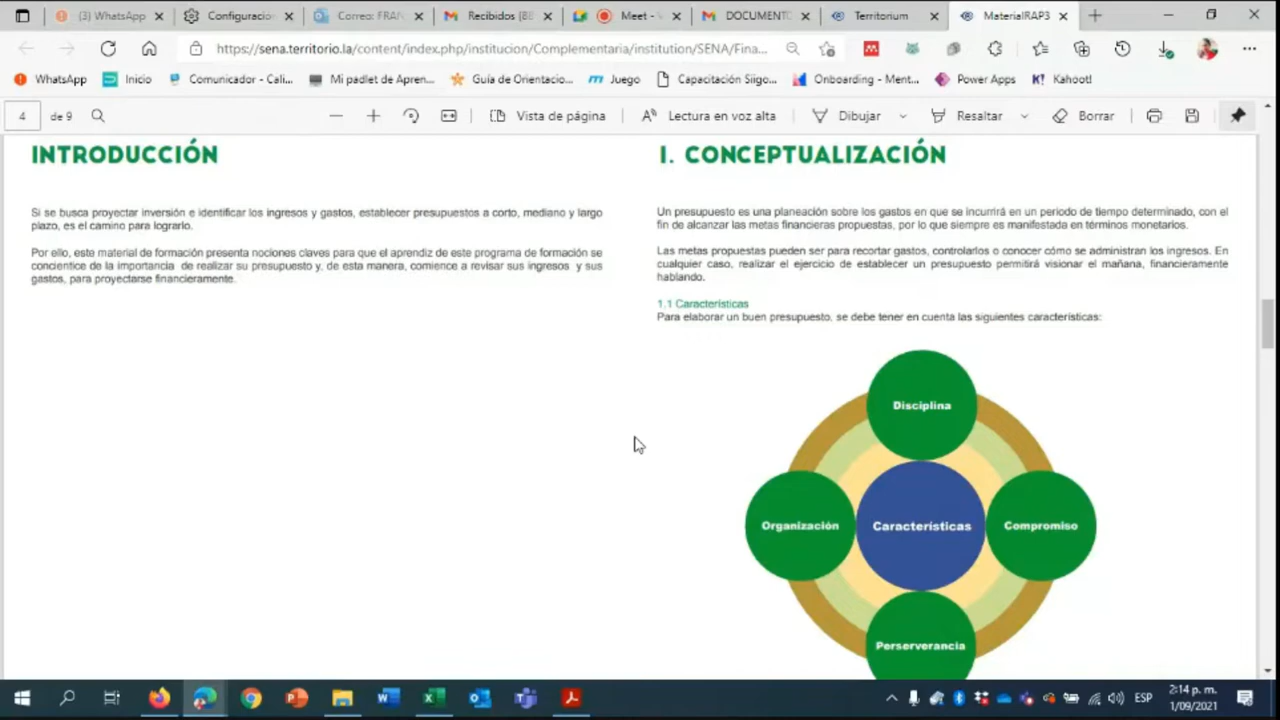 (3) WhatsApp
Configuració
Correo: FRAN
Recibidos (88
Meet -
DOCUMENTO
Territorium
MaterialRAP3
https://sena.territorio.la/content/index.php/institucion/Complementaria/institution/SENA/Fina...
WhatsApp
Inicio
Comunicador - Cali...
Mi padlet de Apren...
Guía de Orientacio...
Juego
Capacitación Siigo...
Onboarding - Ment...
Power Apps
K! Kahoot!
4 de 9
Vista de página
Lectura en voz alta
Dibujar
Resaltar
Borrar
INTRODUCCIÓN
Si se busca proyectar inversión e identificar los ingresos y gastos, establecer presupuestos a corto, mediano y largo
plazo, es el camino para lograrlo.
Por ello, este material de formación presenta nociones claves para que el aprendiz de este programa de formación se
concientice de la importancia de realizar su presupuesto y, de esta manera, comience a revisar sus ingresos y sus
gastos, para proyectarse financieramente.
I. CONCEPTUALIZACIÓN
Un presupuesto es una planeación sobre los gastos en que se incurrirá en un periodo de tiempo determinado, con el
fin de alcanzar las metas financieras propuestas, por lo que siempre es manifestada en términos monetarios.
Las metas propuestas pueden ser para recortar gastos, controlarlos o conocer cómo se administran los ingresos. En
cualquier caso, realizar el ejercicio de establecer un presupuesto permitirá visionar el mañana, financieramente
hablando.
1.1 Características
Para elaborar un buen presupuesto, se debe tener en cuenta las siguientes características:
Disciplina
Organización
Características
Compromiso
Perserverancia
ESP
2:14 p. m.
1/09/2021